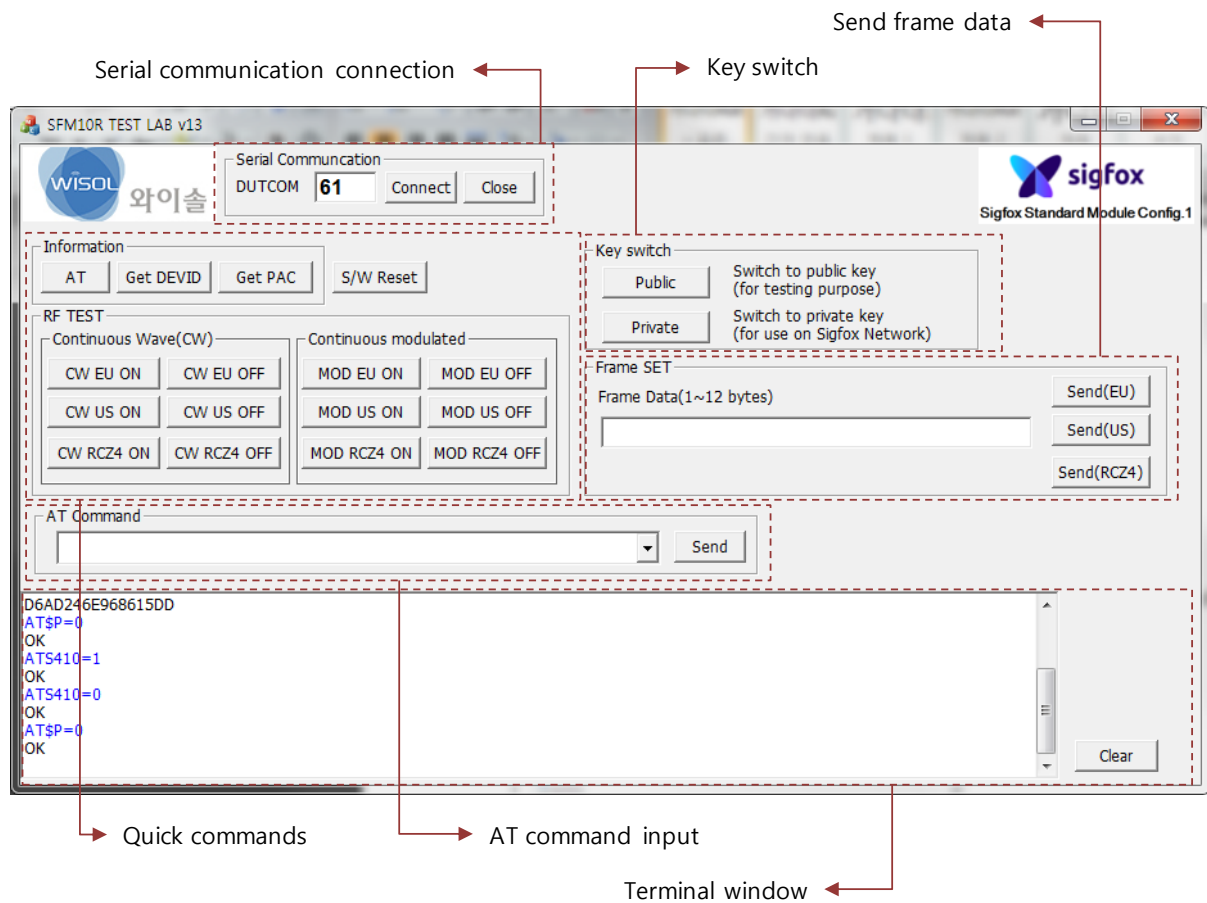 Send frame data
Serial communication connection
Key switch
SFM10R TEST LAB v13
WISOL
와이솔
Serial Communcation
DUTCOM 61 Connect Close
sigfox
Sigfox Standard Module Config.1
Information
AT Get DEVID Get PAC S/W Reset
Key switch
Public Switch to public key
(for testing purpose)
Private Switch to private key
(for use on Sigfox Network)
RF TEST
Continuous Wave(CW) Continuous modulated
CW EU ON CW EU OFF MOD EU ON MOD EU OFF
CW US ON CW US OFF MOD US ON MOD US OFF
CW RCZ4 ON CW RCZ4 OFF MOD RCZ4 ON MOD RCZ4 OFF
Frame SET
Frame Data(1~12 bytes)
Send(EU)
Send(US)
Send(RCZ4)
AT Command
Send
D6AD246E968615DD
AT$P=0
OK
ATS410=1
OK
ATS410=0
OK
AT$P=0
OK
Clear
Quick commands
AT command input
Terminal window